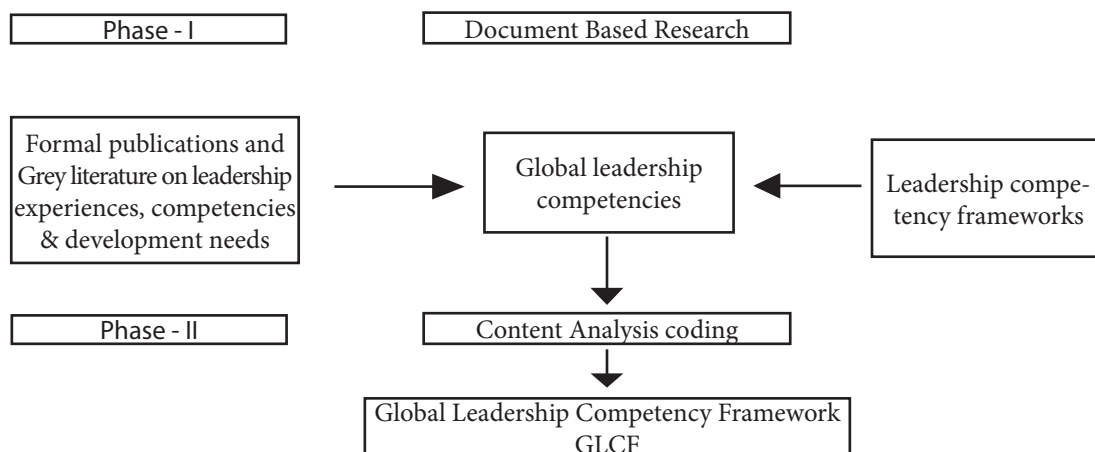 Phase - I
Document Based Research
Formal publications and
Grey literature on leadership
experiences, competencies
& development needs
Global leadership
competencies
Leadership compe-
tency frameworks
Phase - II
Content Analysis coding
Global Leadership Competency Framework
GLCF